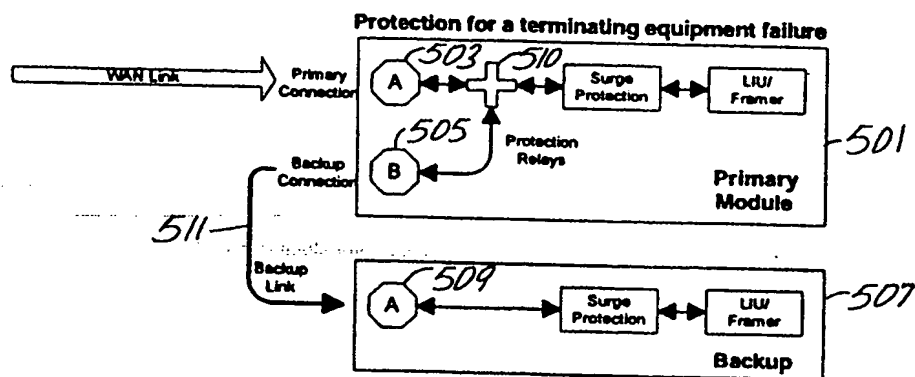 Protection for a terminating equipment failure
503
510
WAN Link
Primary
Connection
A
Surge
Protection
LIU/
Framer
505
501
Backup
Connection
B
Protection
Relays
Primary
Module
511
Backup
Link
509
A
Surge
Protection
LIU/
Framer
507
Backup